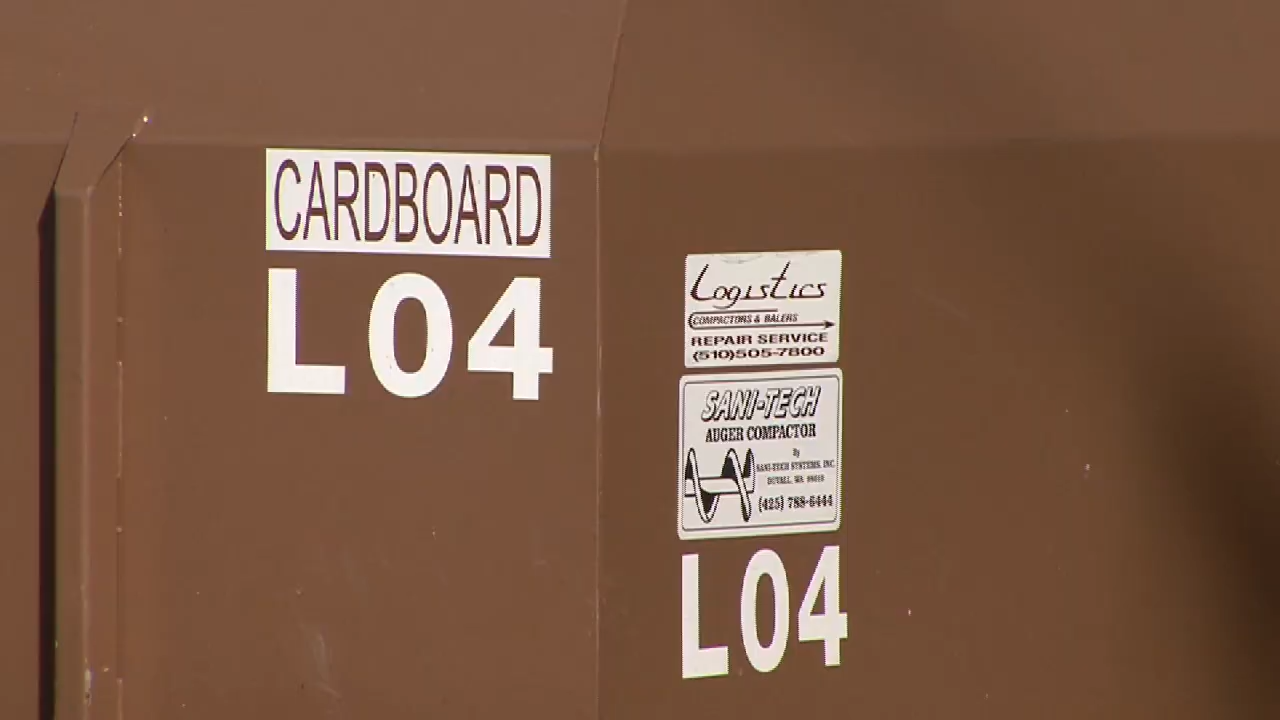 CARDBOARD
L04
Logistics
COMPACTORS & BALERS
REPAIR SERVICE
(510)505-7800
SANI-TECH
AUGER COMPACTOR
By
SANI-TECH SYSTEMS, INC
DUVALL, WA
(425) 788-6444
L04